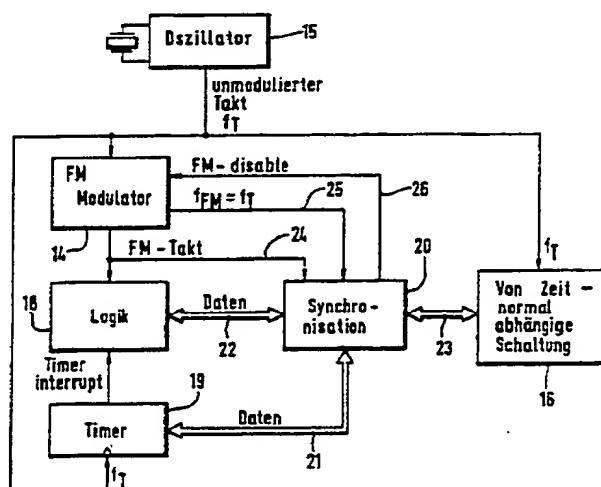 Oszillator
15
unmodulierter
Takt
fT
FM
Modulator
FM-disable
fFM = fT
25
26
14
FM-Takt
24
20
fT
16
Logik
Daten
22
Synchro-
nisation
23
Von Zeit-
normal
abhängige
Schaltung
16
Timer
interrupt
19
Timer
Daten
21
fT